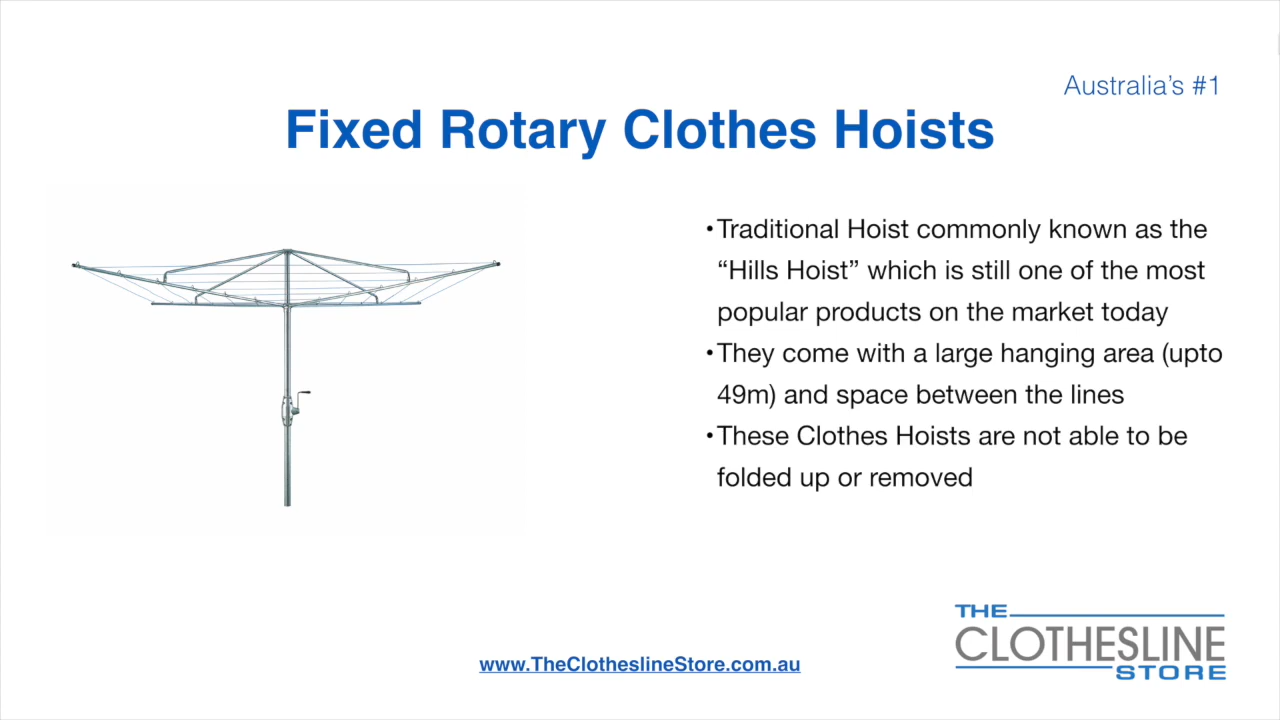 Australia's #1
Fixed Rotary Clothes Hoists
•Traditional Hoist commonly known as the
“Hills Hoist” which is still one of the most
popular products on the market today
•They come with a large hanging area (upto
49m) and space between the lines
•These Clothes Hoists are not able to be
folded up or removed
THE
CLOTHESLINE
STORE
www.TheClotheslineStore.com.au